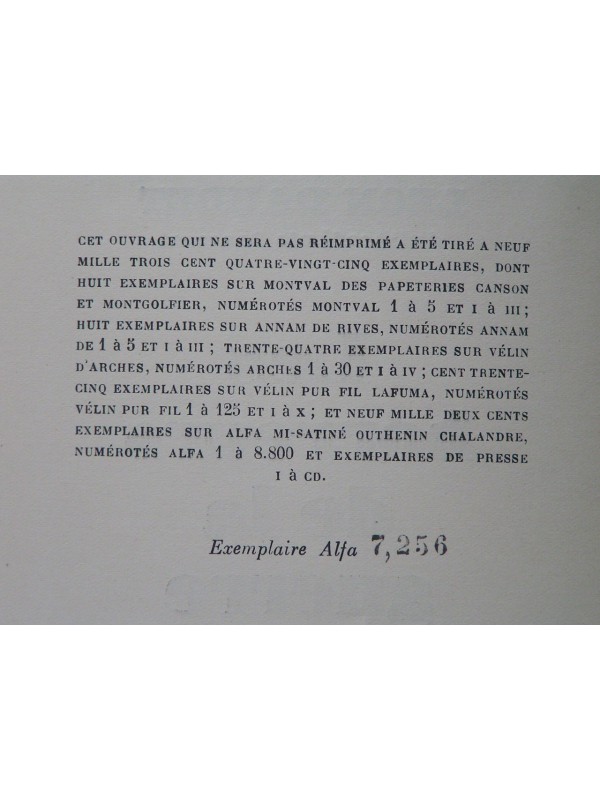 CET OUVRAGE QUI NE SERA PAS RÉIMPRIMÉ A ÉTÉ TIRÉ A NEUF
MILLE TROIS CENT QUATRE-VINGT-CINQ EXEMPLAIRES, DONT
HUIT EXEMPLAIRES SUR MONTVAL DES PAPETERIES CANSON
ET MONTGOLFIER, NUMÉROTÉS MONTVAL 1 à 5 ET I à III ;
HUIT EXEMPLAIRES SUR ANNAM DE RIVES, NUMÉROTÉS ANNAM
DE 1 à 5 ET I à III ; TRENTE-QUATRE EXEMPLAIRES SUR VÉLIN
D'ARCHES, NUMÉROTÉS ARCHES 1 à 30 ET I à IV ; CENT TRENTE-
CINQ EXEMPLAIRES SUR VÉLIN PUR FIL LAFUMA, NUMÉROTÉS
VÉLIN PUR FIL 1 à 125 ET I à X ; ET NEUF MILLE DEUX CENTS
EXEMPLAIRES SUR ALFA MI-SATINÉ OUTHENIN CHALANDRE,
NUMÉROTÉS ALFA 1 à 8.800 ET EXEMPLAIRES DE PRESSE
I à CD.
Exemplaire Alfa 7,256